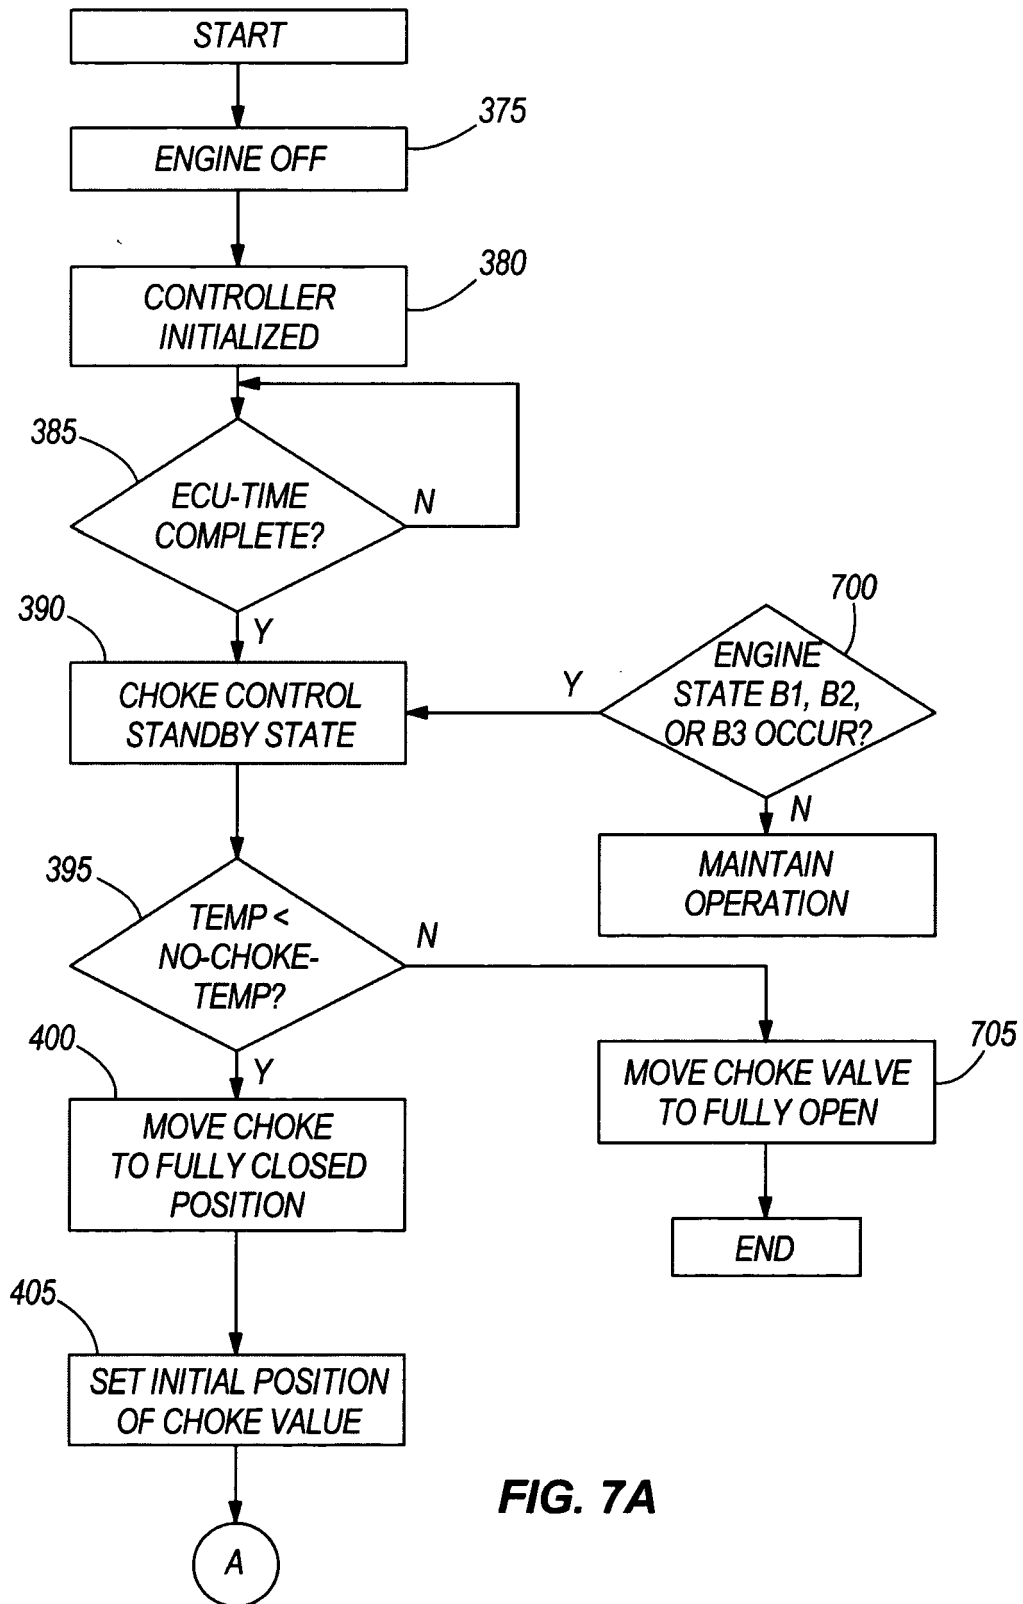 START
375
ENGINE OFF
380
CONTROLLER
INITIALIZED
385
ECU-TIME
COMPLETE?
N
Y
390
CHOKE CONTROL
STANDBY STATE
700
ENGINE
STATE B1, B2,
OR B3 OCCUR?
Y
N
MAINTAIN
OPERATION
395
TEMP <
NO-CHOKE-
TEMP?
N
Y
400
MOVE CHOKE
TO FULLY CLOSED
POSITION
705
MOVE CHOKE VALVE
TO FULLY OPEN
END
405
SET INITIAL POSITION
OF CHOKE VALUE
A
FIG. 7A